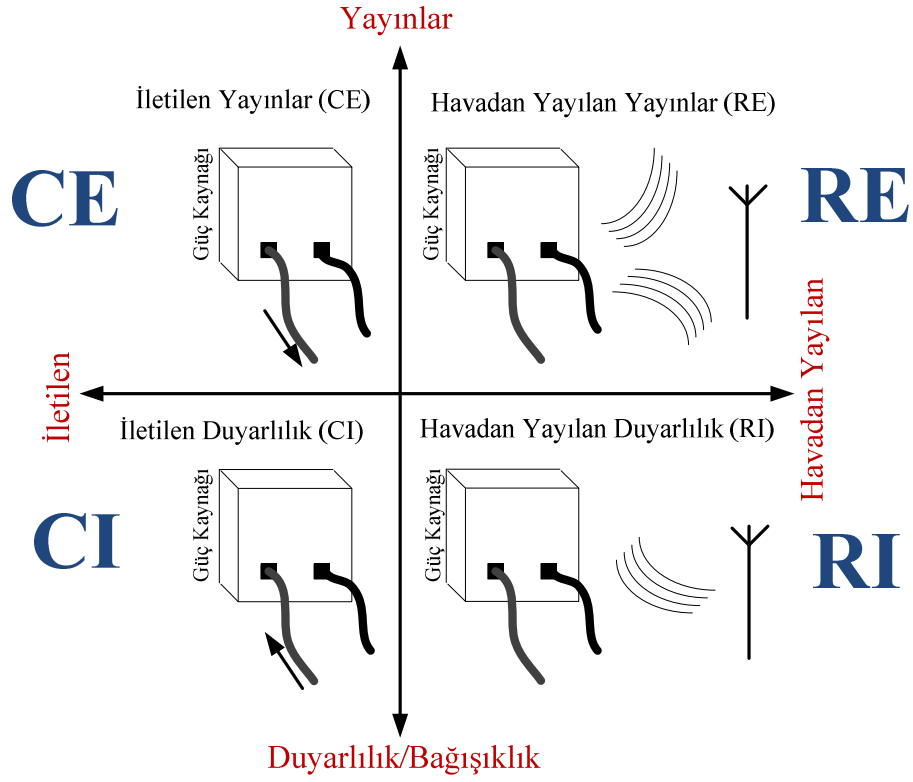 Yayınlar
İletilen Yayınlar (CE)
Havadan Yayılan Yayınlar (RE)
CE
Güç Kaynağı
Güç Kaynağı
RE
İletilen
Havadan Yayılan
İletilen Duyarlılık (CI)
Havadan Yayılan Duyarlılık (RI)
CI
Güç Kaynağı
Güç Kaynağı
RI
Duyarlılık/Bağışıklık